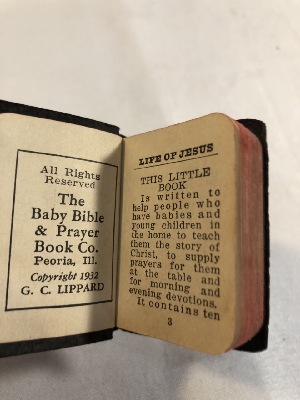 All Rights
Reserved
The
Baby Bible
& Prayer
Book Co.
Peoria, Ill.
Copyright 1932
G. C. LIPPARD
LIFE OF JESUS
THIS LITTLE
BOOK
Is written to
help people who
have babies and
young children in
the home to teach
them the story of
Christ, to supply
prayers for them
at the table and
for morning and
evening devotions.
It contains ten
3